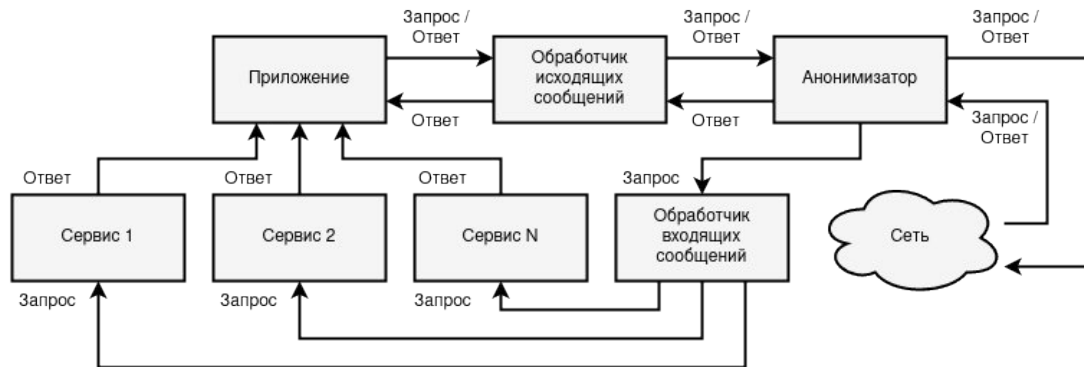 Запрос /
Ответ
Запрос /
Ответ
Запрос /
Ответ
Приложение
Обработчик
исходящих
сообщений
Анонимизатор
Ответ
Ответ
Запрос /
Ответ
Ответ
Ответ
Ответ
Запрос
Сервис 1
Сервис 2
Сервис N
Обработчик
входящих
сообщений
Сеть
Запрос
Запрос
Запрос